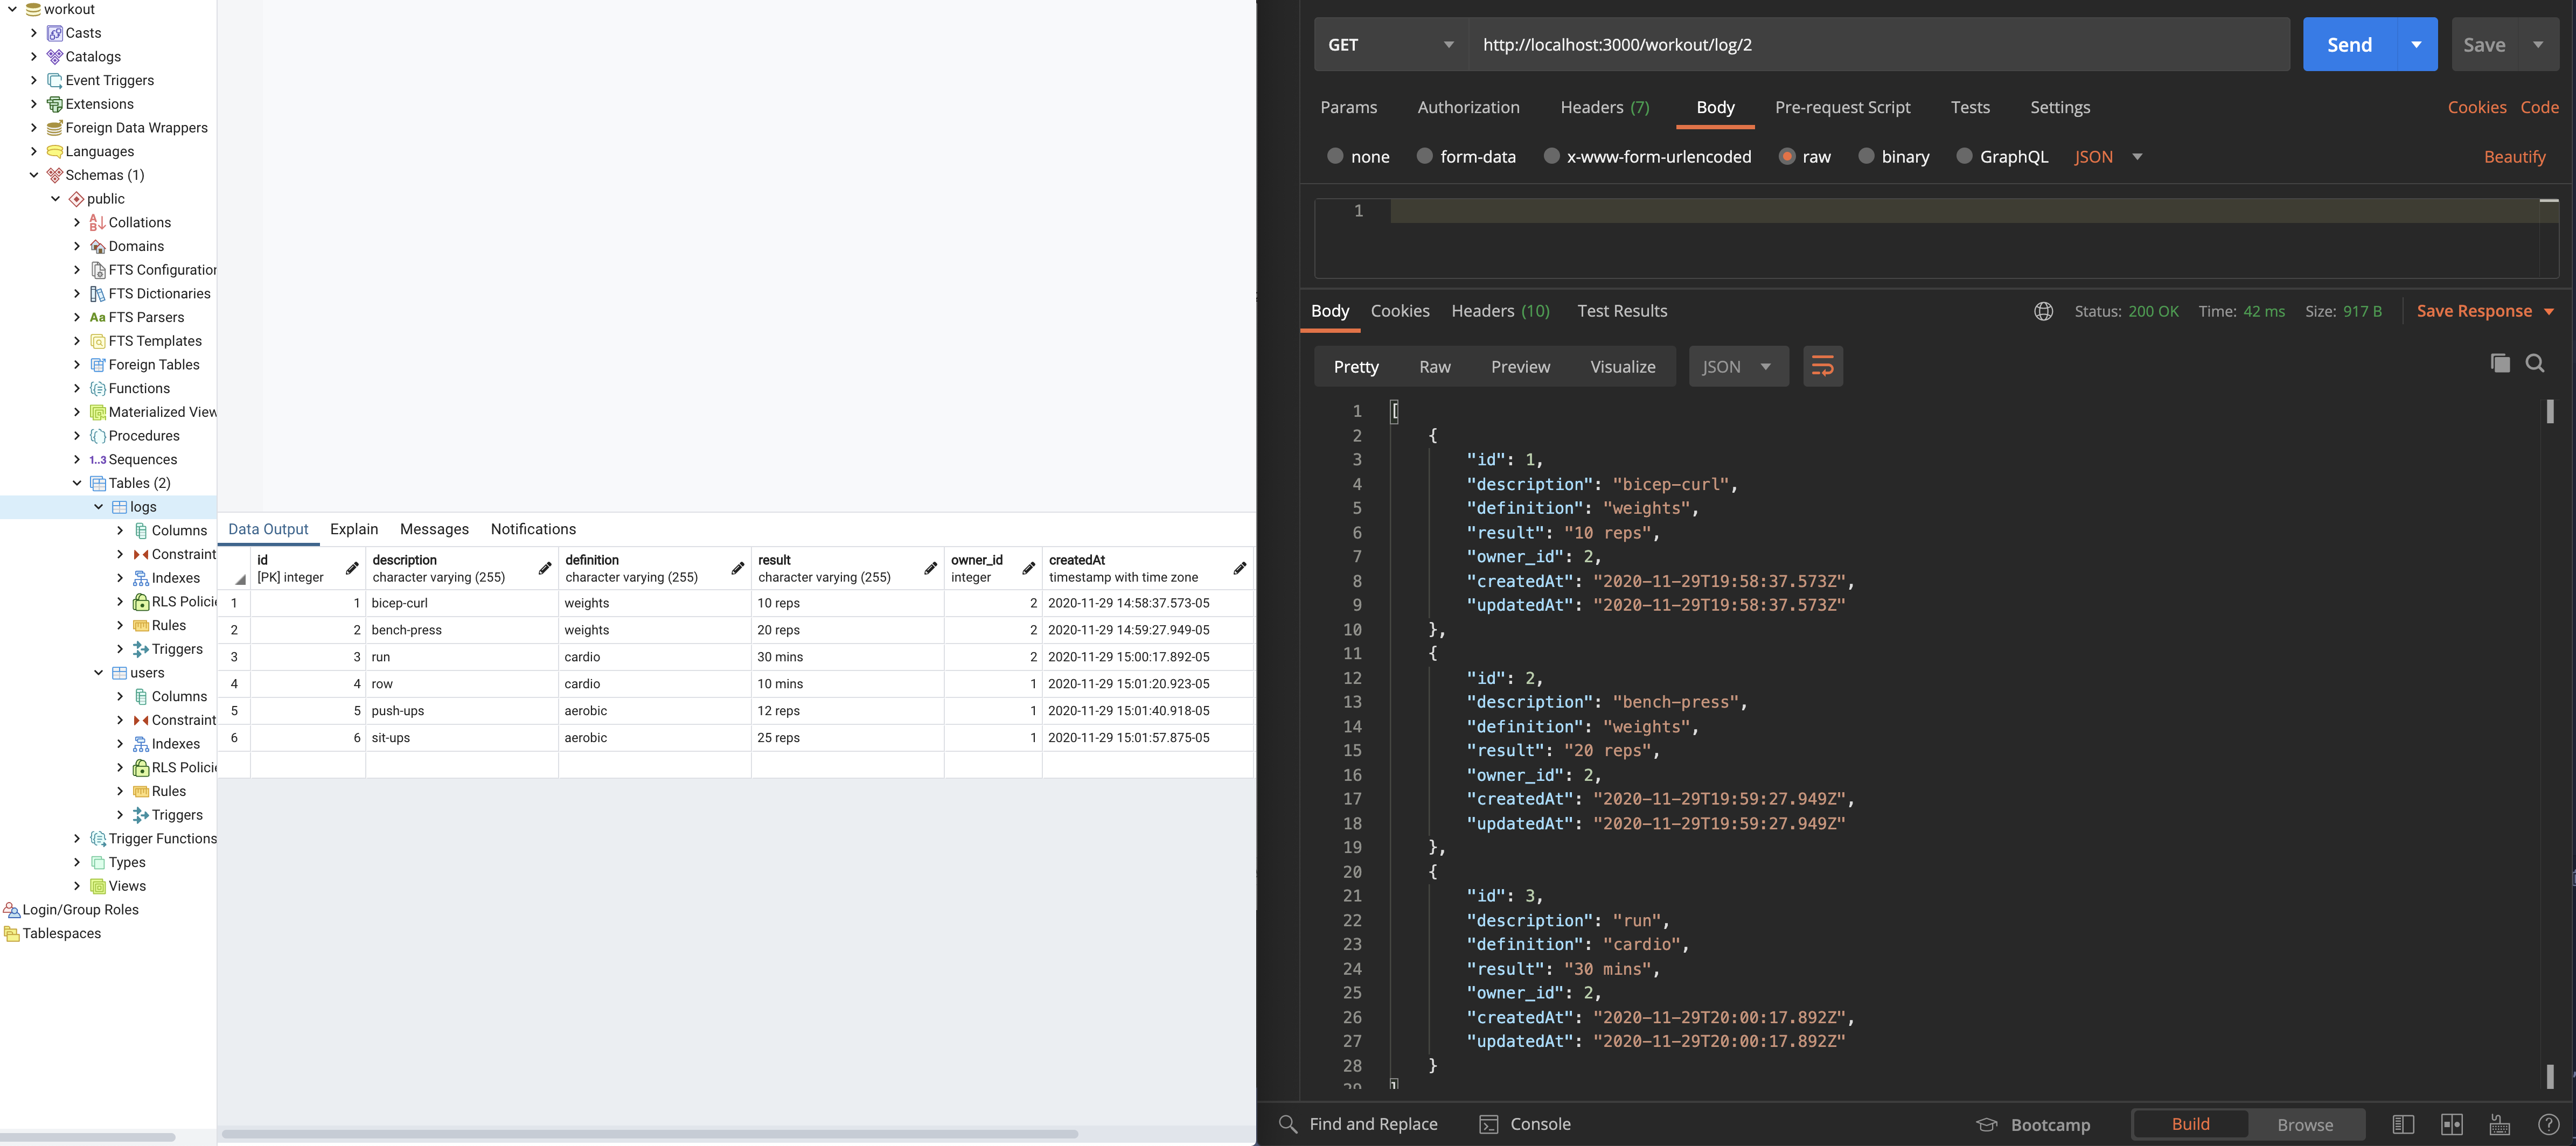 workout
Casts
Catalogs
Event Triggers
Extensions
Foreign Data Wrappers
Languages
Schemas (1)
public
Collations
Domains
FTS Configuration
FTS Dictionaries
Aa FTS Parsers
FTS Templates
Foreign Tables
Functions
Materialized View
Procedures
1..3 Sequences
Tables (2)
logs
Columns
Constraint
Indexes
RLS Policie
Rules
Triggers
users
Columns
Constraint
Indexes
RLS Policie
Rules
Triggers
Trigger Functions
Types
Views
Login/Group Roles
Tablespaces
Data Output Explain Messages Notifications
id description definition result owner_id createdAt
[PK] integer character varying (255) character varying (255) character varying (255) integer timestamp with time zone
1 1 bicep-curl weights 10 reps 2 2020-11-29 14:58:37.573-05
2 2 bench-press weights 20 reps 2 2020-11-29 14:59:27.949-05
3 3 run cardio 30 mins 2 2020-11-29 15:00:17.892-05
4 4 row cardio 10 mins 1 2020-11-29 15:01:20.923-05
5 5 push-ups aerobic 12 reps 1 2020-11-29 15:01:40.918-05
6 6 sit-ups aerobic 25 reps 1 2020-11-29 15:01:57.875-05
GET http://localhost:3000/workout/log/2 Send Save
Params Authorization Headers (7) Body Pre-request Script Tests Settings Cookies Code
none form-data x-www-form-urlencoded raw binary GraphQL JSON Beautify
1
Body Cookies Headers (10) Test Results Status: 200 OK Time: 42 ms Size: 917 B Save Response
Pretty Raw Preview Visualize JSON
1 [
2 {
3 "id": 1,
4 "description": "bicep-curl",
5 "definition": "weights",
6 "result": "10 reps",
7 "owner_id": 2,
8 "createdAt": "2020-11-29T19:58:37.573Z",
9 "updatedAt": "2020-11-29T19:58:37.573Z"
10 },
11 {
12 "id": 2,
13 "description": "bench-press",
14 "definition": "weights",
15 "result": "20 reps",
16 "owner_id": 2,
17 "createdAt": "2020-11-29T19:59:27.949Z",
18 "updatedAt": "2020-11-29T19:59:27.949Z"
19 },
20 {
21 "id": 3,
22 "description": "run",
23 "definition": "cardio",
24 "result": "30 mins",
25 "owner_id": 2,
26 "createdAt": "2020-11-29T20:00:17.892Z",
27 "updatedAt": "2020-11-29T20:00:17.892Z"
28 }
29 ]
Find and Replace Console Bootcamp Build Browse